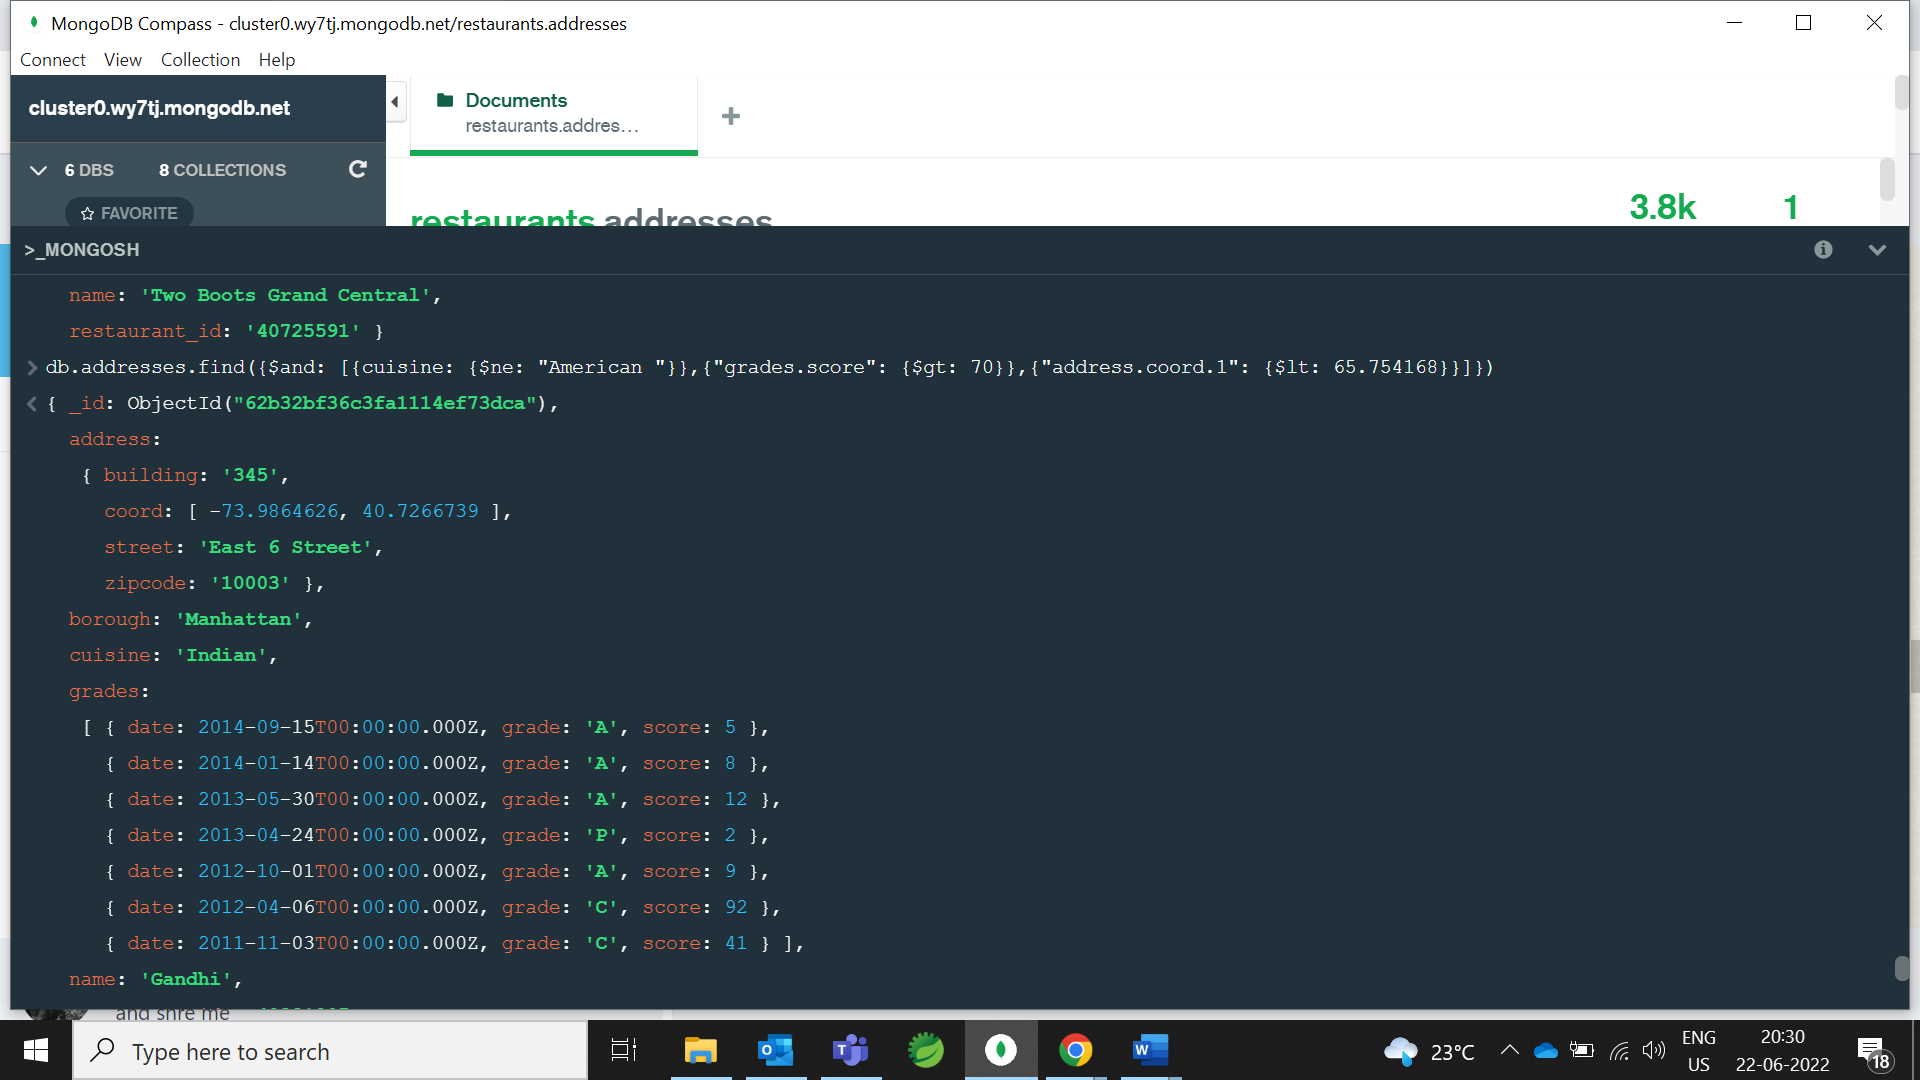 MongoDB Compass - cluster0.wy7tj.mongodb.net/restaurants.addresses
Connect View Collection Help
cluster0.wy7tj.mongodb.net
Documents
restaurants.addres...
6 DBS 8 COLLECTIONS
FAVORITE
restaurants.addresses
3.8k 1
>_MONGOSH
name: 'Two Boots Grand Central',
restaurant_id: '40725591' }
db.addresses.find({$and: [{cuisine: {$ne: "American "}},{"grades.score": {$gt: 70}},{"address.coord.1": {$lt: 65.754168}}]})
{ _id: ObjectId("62b32bf36c3fa1114ef73dca"),
address:
{ building: '345',
coord: [ -73.9864626, 40.7266739 ],
street: 'East 6 Street',
zipcode: '10003' },
borough: 'Manhattan',
cuisine: 'Indian',
grades:
[ { date: 2014-09-15T00:00:00.000Z, grade: 'A', score: 5 },
{ date: 2014-01-14T00:00:00.000Z, grade: 'A', score: 8 },
{ date: 2013-05-30T00:00:00.000Z, grade: 'A', score: 12 },
{ date: 2013-04-24T00:00:00.000Z, grade: 'P', score: 2 },
{ date: 2012-10-01T00:00:00.000Z, grade: 'A', score: 9 },
{ date: 2012-04-06T00:00:00.000Z, grade: 'C', score: 92 },
{ date: 2011-11-03T00:00:00.000Z, grade: 'C', score: 41 } ],
name: 'Gandhi',
and shre me
Type here to search
23°C
ENG
US
20:30
22-06-2022
18